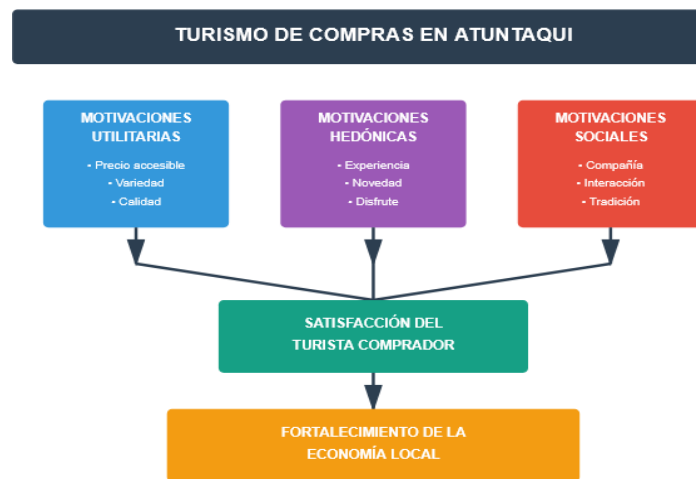 TURISMO DE COMPRAS EN ATUNTAQUI
MOTIVACIONES
UTILITARIAS
- Precio accesible
- Variedad
- Calidad
MOTIVACIONES
HEDÓNICAS
- Experiencia
- Novedad
- Disfrute
MOTIVACIONES
SOCIALES
- Compañía
- Interacción
- Tradición
SATISFACCIÓN DEL
TURISTA COMPRADOR
FORTALECIMIENTO DE LA
ECONOMÍA LOCAL